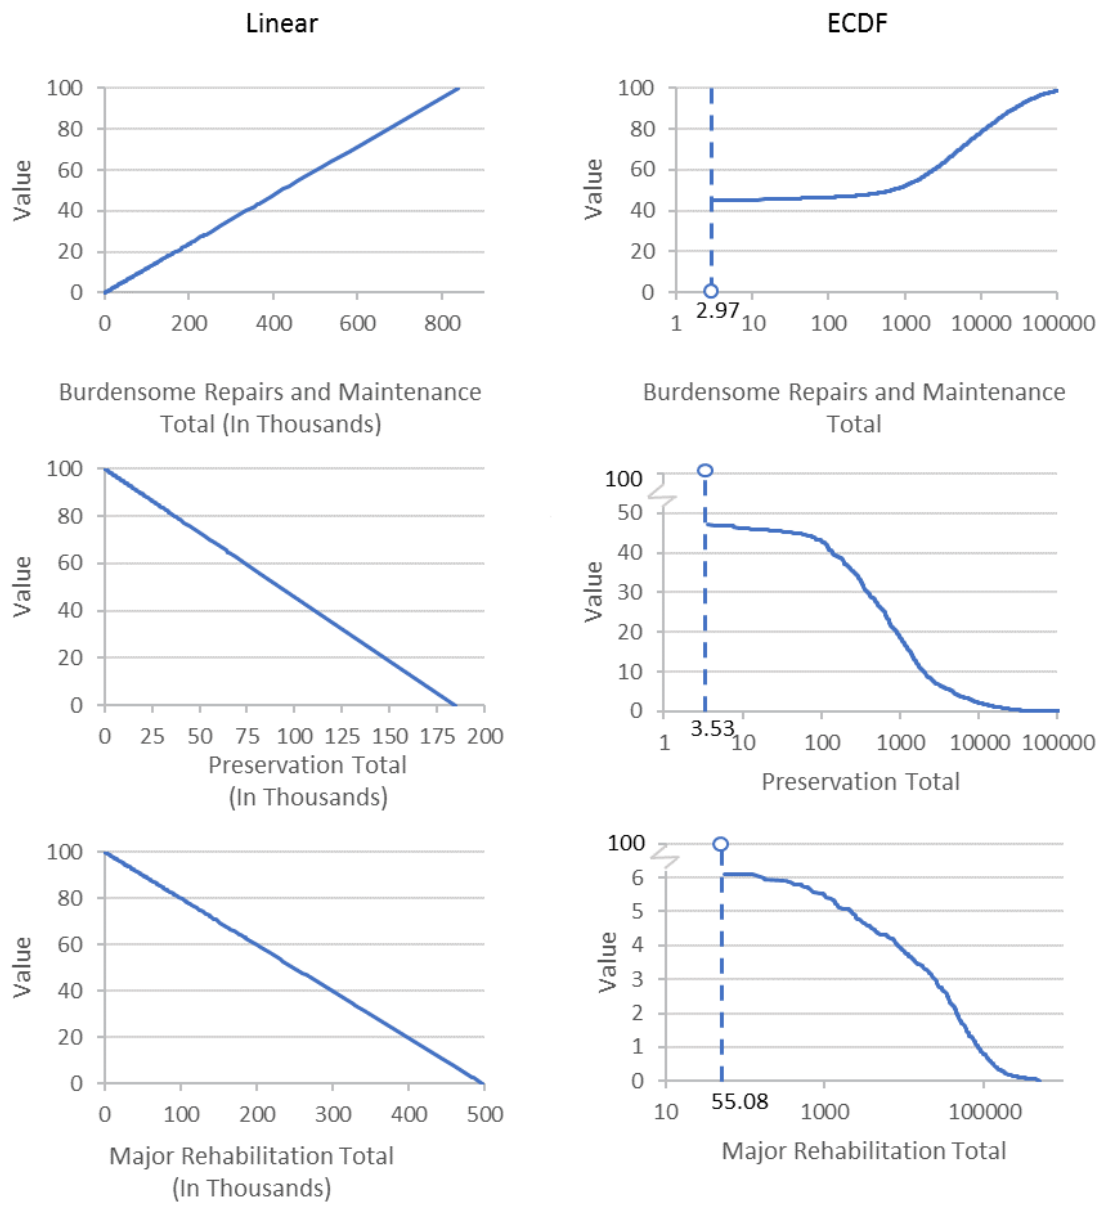 Linear
ECDF
100
80
60
40
20
0
Value
0 200 400 600 800
Burdensome Repairs and Maintenance
Total (In Thousands)
100
80
60
40
20
0
Value
2.97
1 10 100 1000 10000 100000
Burdensome Repairs and Maintenance
Total
100
80
60
40
20
0
Value
0 25 50 75 100 125 150 175 200
Preservation Total
(In Thousands)
100
50
40
30
20
10
0
Value
3.53
1 10 100 1000 10000 100000
Preservation Total
100
80
60
40
20
0
Value
0 100 200 300 400 500
Major Rehabilitation Total
(In Thousands)
100
6
5
4
3
2
1
0
Value
10 55.08 1000 100000
Major Rehabilitation Total